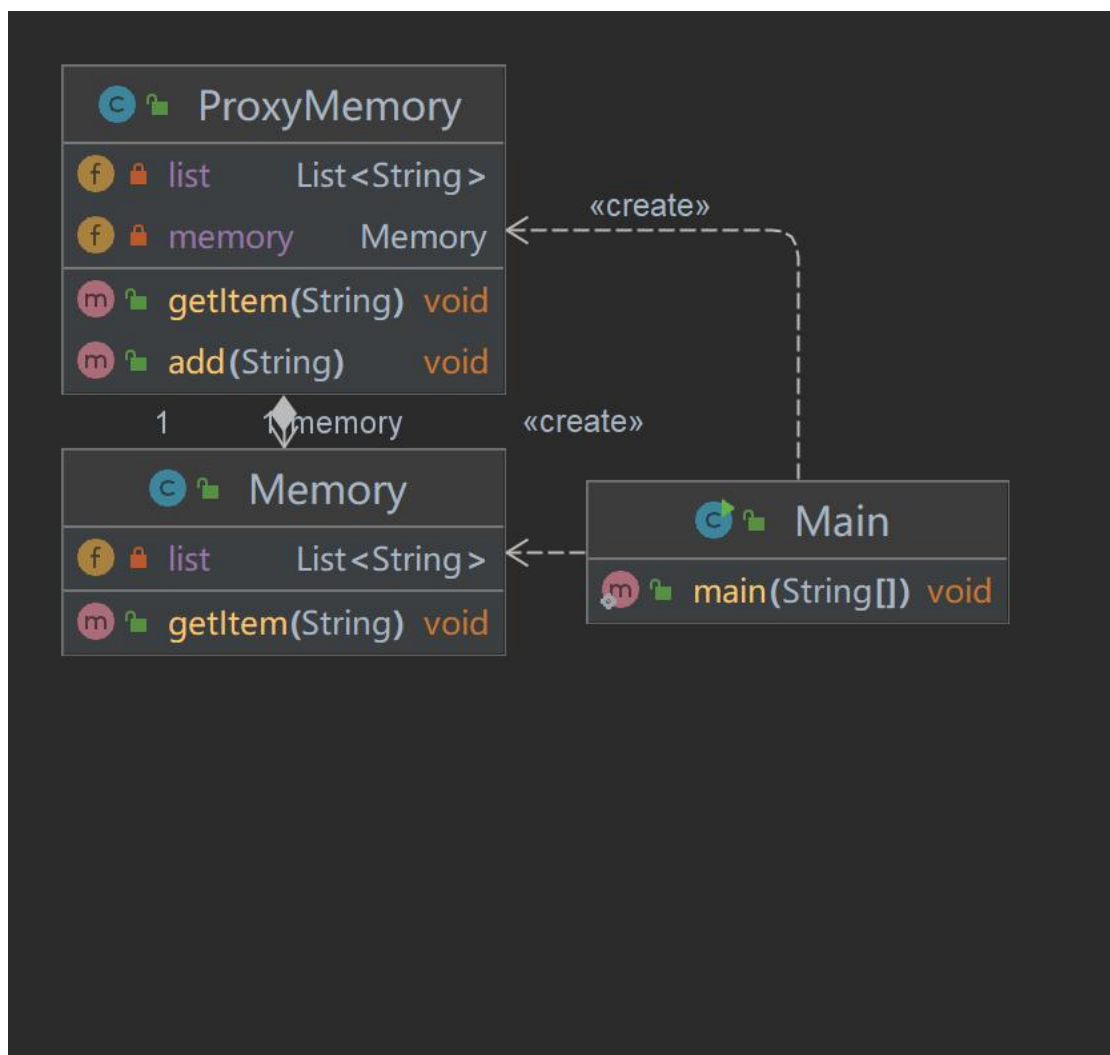 ProxyMemory
f list List<String>
f memory Memory
m getItem(String) void
m add(String) void
«create»
1 1 memory
«create»
C Memory
f list List<String>
m getItem(String) void
C Main
m main(String[]) void